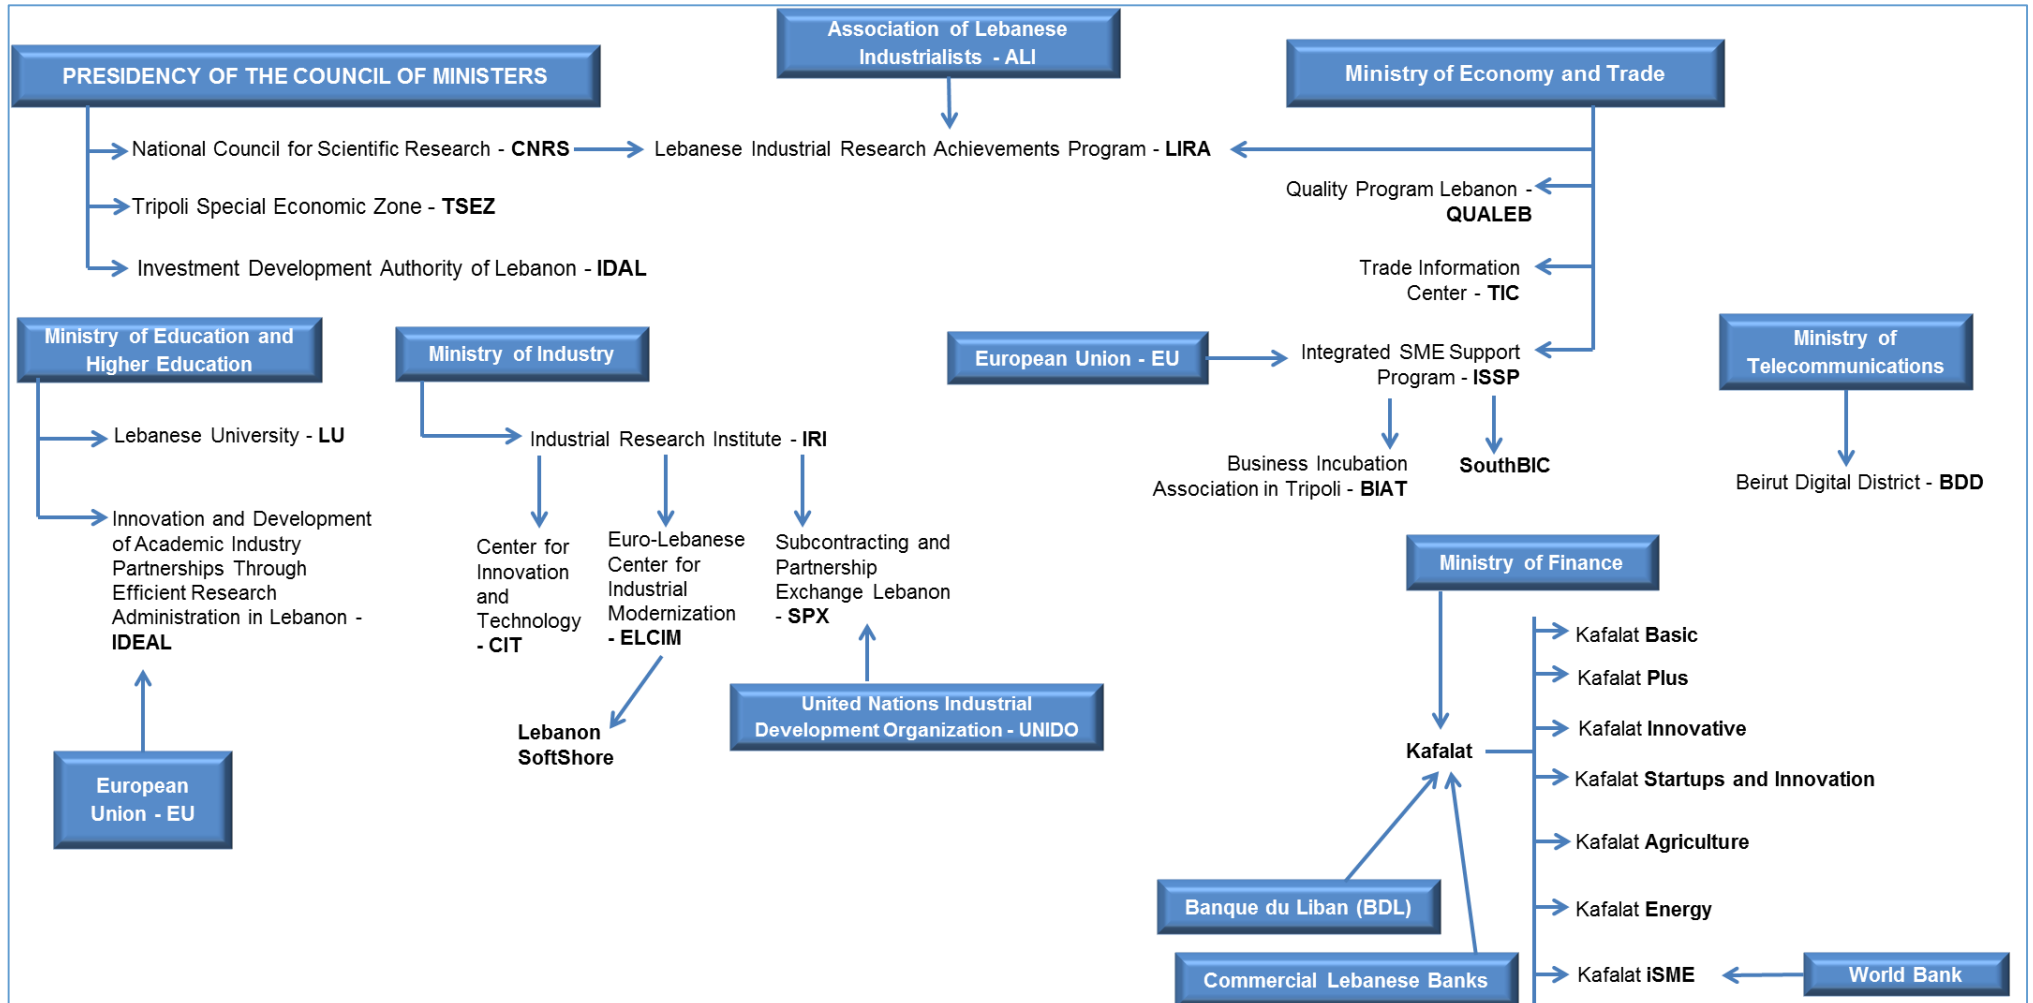 Association of Lebanese
Industrialists - ALI
PRESIDENCY OF THE COUNCIL OF MINISTERS
Ministry of Economy and Trade
National Council for Scientific Research - CNRS
Lebanese Industrial Research Achievements Program - LIRA
Quality Program Lebanon -
QUALEB
Tripoli Special Economic Zone - TSEZ
Investment Development Authority of Lebanon - IDAL
Trade Information
Center - TIC
Ministry of Education and
Higher Education
Ministry of Industry
European Union - EU
Integrated SME Support
Program - ISSP
Ministry of
Telecommunications
Lebanese University - LU
Industrial Research Institute - IRI
Business Incubation
Association in Tripoli - BIAT
SouthBIC
Beirut Digital District - BDD
Innovation and Development
of Academic Industry
Partnerships Through
Efficient Research
Administration in Lebanon -
IDEAL
Center for
Innovation
and
Technology
- CIT
Euro-Lebanese
Center for
Industrial
Modernization
- ELCIM
Subcontracting and
Partnership
Exchange Lebanon
- SPX
Ministry of Finance
Kafalat Basic
Kafalat Plus
United Nations Industrial
Development Organization - UNIDO
Lebanon
SoftShore
Kafalat Innovative
Kafalat
Kafalat Startups and Innovation
European
Union - EU
Kafalat Agriculture
Banque du Liban (BDL)
Kafalat Energy
Commercial Lebanese Banks
Kafalat iSME
World Bank